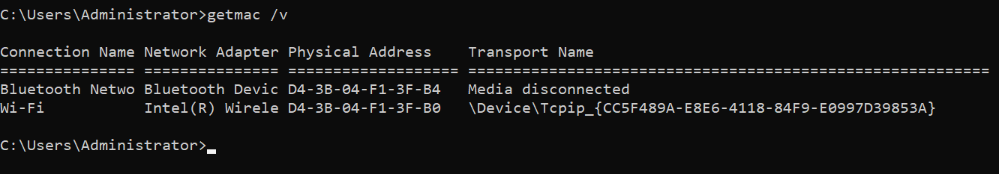 C:\Users\Administrator>getmac /v
Connection Name Network Adapter Physical Address    Transport Name
=============== =============== =================== ==========================================================
Bluetooth Netwo Bluetooth Devic D4-3B-04-F1-3F-B4   Media disconnected
Wi-Fi           Intel(R) Wirele D4-3B-04-F1-3F-B0   \Device\Tcpip_{CC5F489A-E8E6-4118-84F9-E0997D39853A}
C:\Users\Administrator>